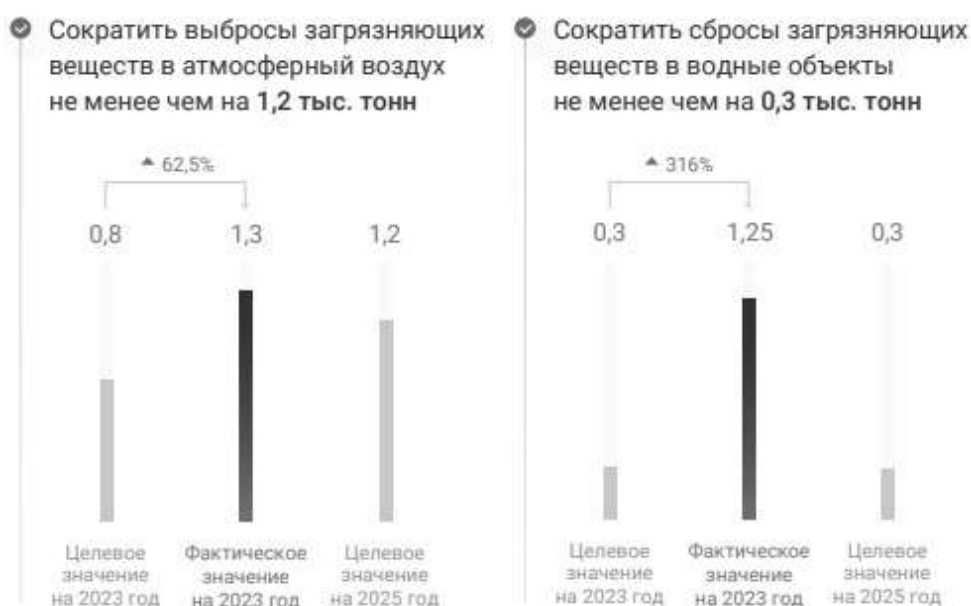 Сократить выбросы загрязняющих
веществ в атмосферный воздух
не менее чем на 1,2 тыс. тонн
▲ 62,5%
0,8
1,3
1,2
Целевое
значение
на 2023 год
Фактическое
значение
на 2023 год
Целевое
значение
на 2025 год
Сократить сбросы загрязняющих
веществ в водные объекты
не менее чем на 0,3 тыс. тонн
▲ 316%
0,3
1,25
0,3
Целевое
значение
на 2023 год
Фактическое
значение
на 2023 год
Целевое
значение
на 2025 год